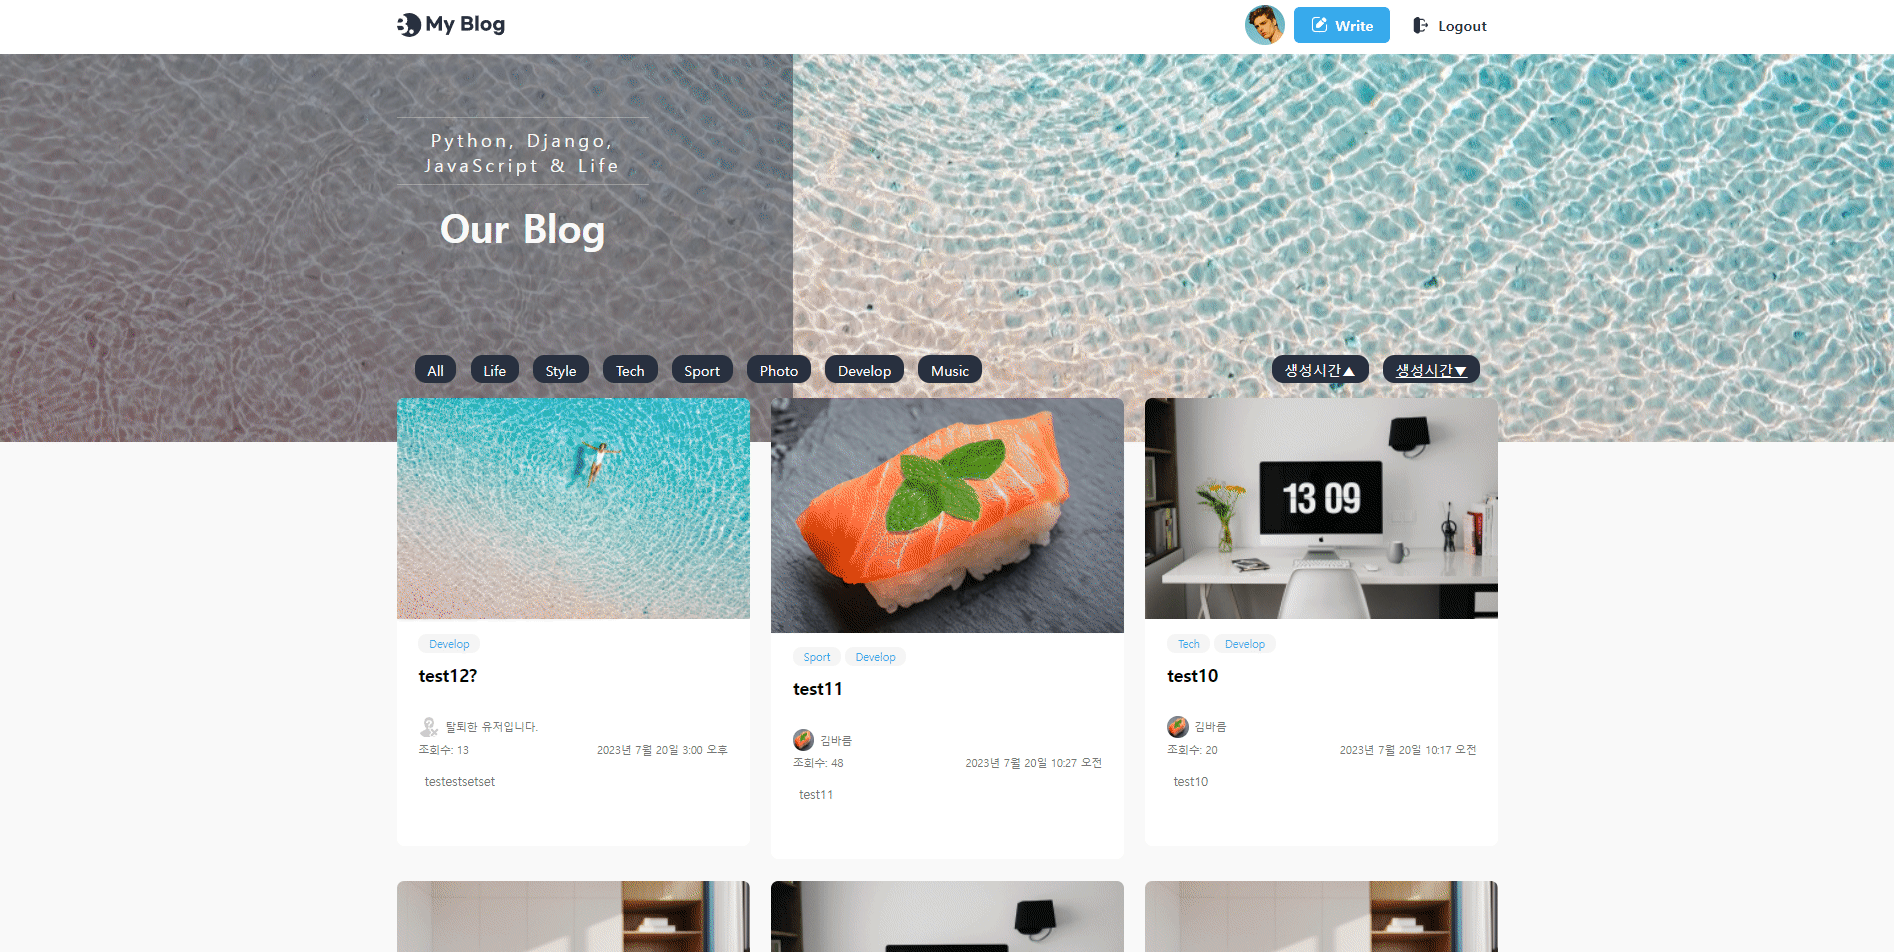 My Blog
Write
Logout
Python, Django,
JavaScript & Life
Our Blog
All
Life
Style
Tech
Sport
Photo
Develop
Music
생성시간▲
생성시간▼
13 09
Develop
test12?
탈퇴한 유저입니다.
조회수: 13
2023년 7월 20일 3:00 오후
testestsetset
Sport
Develop
test11
김바름
조회수: 48
2023년 7월 20일 10:27 오전
test11
Tech
Develop
test10
김바름
조회수: 20
2023년 7월 20일 10:17 오전
test10